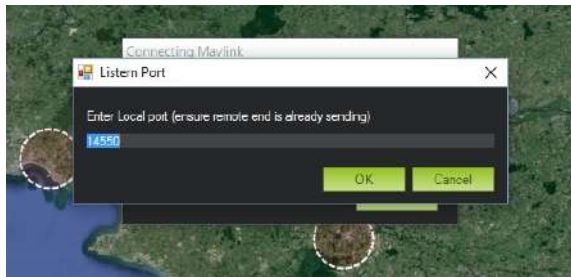 Connecting Mavlink
Listern Port
Enter Local port (ensure remote end is already sending)
14550
OK
Cancel